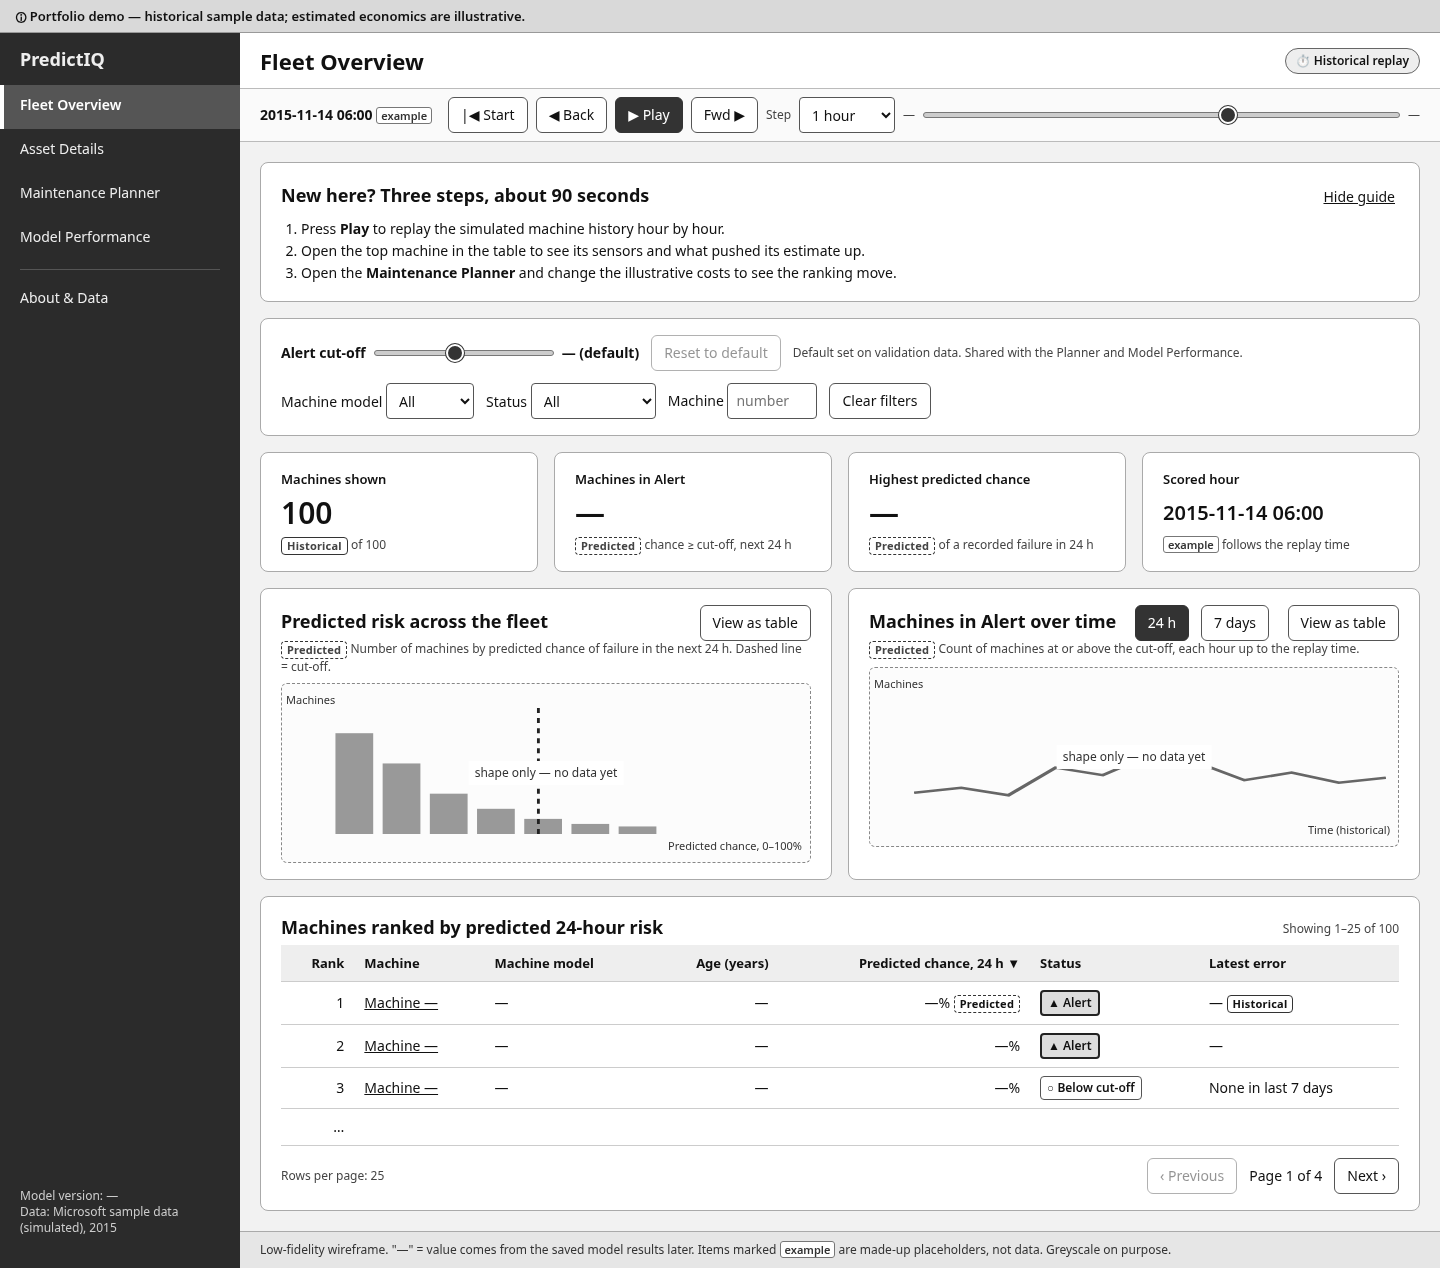 ⓘ Portfolio demo — historical sample data; estimated economics are illustrative.
PredictIQ
Fleet Overview
Asset Details
Maintenance Planner
Model Performance
About & Data
Model version: —
Data: Microsoft sample data
(simulated), 2015
Fleet Overview
⏱ Historical replay
2015-11-14 06:00 example |◀ Start ◀ Back ▶ Play Fwd ▶ Step 1 hour — —
New here? Three steps, about 90 seconds
Hide guide
1. Press Play to replay the simulated machine history hour by hour.
2. Open the top machine in the table to see its sensors and what pushed its estimate up.
3. Open the Maintenance Planner and change the illustrative costs to see the ranking move.
Alert cut-off — (default) Reset to default Default set on validation data. Shared with the Planner and Model Performance.
Machine model All Status All Machine number Clear filters
Machines shown
100
Historical of 100
Machines in Alert
—
Predicted chance ≥ cut-off, next 24 h
Highest predicted chance
—
Predicted of a recorded failure in 24 h
Scored hour
2015-11-14 06:00
example follows the replay time
Predicted risk across the fleet
View as table
Predicted Number of machines by predicted chance of failure in the next 24 h. Dashed line
= cut-off.
Machines
shape only — no data yet
Predicted chance, 0–100%
Machines in Alert over time
24 h 7 days View as table
Predicted Count of machines at or above the cut-off, each hour up to the replay time.
Machines
shape only — no data yet
Time (historical)
Machines ranked by predicted 24-hour risk
Showing 1–25 of 100
Rank Machine Machine model Age (years) Predicted chance, 24 h ▼ Status Latest error
1 Machine — — — —% Predicted ▲ Alert — Historical
2 Machine — — — —% ▲ Alert —
3 Machine — — — —% ○ Below cut-off None in last 7 days
…
Rows per page: 25
‹ Previous Page 1 of 4 Next ›
Low-fidelity wireframe. "—" = value comes from the saved model results later. Items marked example are made-up placeholders, not data. Greyscale on purpose.